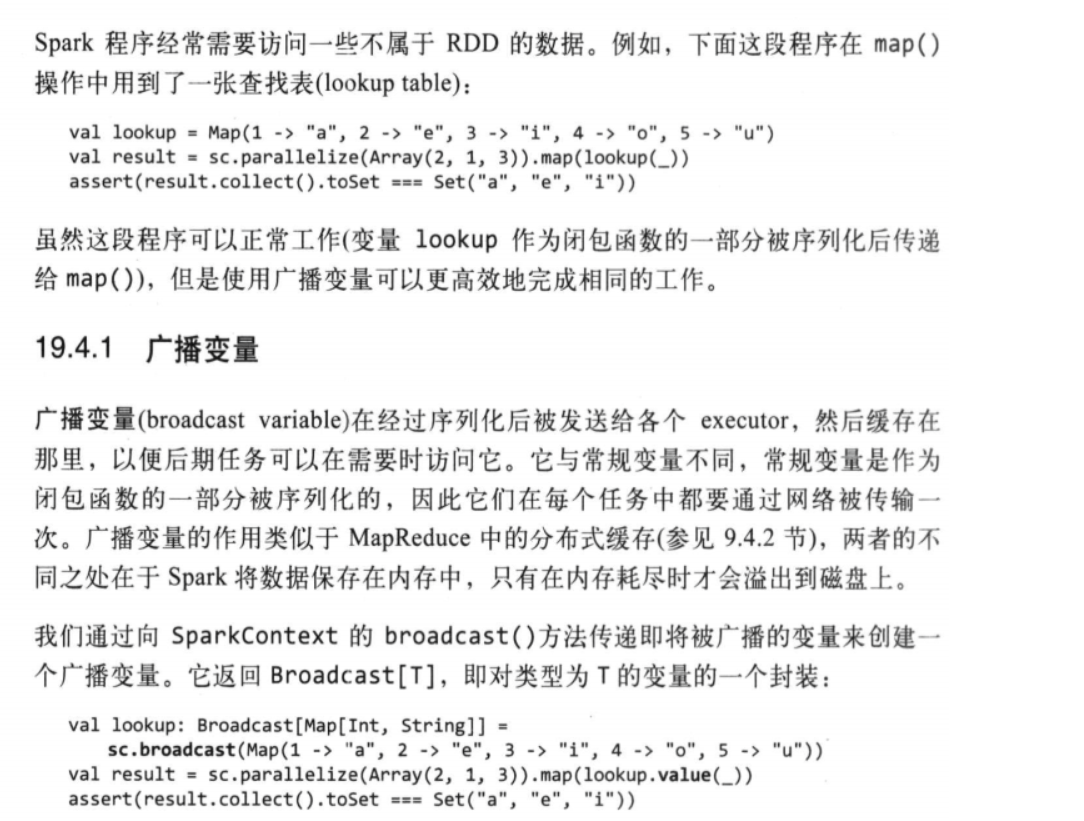 Spark 程序经常需要访问一些不属于 RDD 的数据。例如，下面这段程序在 map()
操作中用到了一张查找表(lookup table)：
val lookup = Map(1 -> "a", 2 -> "e", 3 -> "i", 4 -> "o", 5 -> "u")
val result = sc.parallelize(Array(2, 1, 3)).map(lookup(_))
assert(result.collect().toSet === Set("a", "e", "i"))
虽然这段程序可以正常工作(变量 lookup 作为闭包函数的一部分被序列化后传递
给 map())，但是使用广播变量可以更高效地完成相同的工作。
19.4.1 广播变量
广播变量(broadcast variable)在经过序列化后被发送给各个 executor，然后缓存在
那里，以便后期任务可以在需要时访问它。它与常规变量不同，常规变量是作为
闭包函数的一部分被序列化的，因此它们在每个任务中都要通过网络被传输一
次。广播变量的作用类似于 MapReduce 中的分布式缓存(参见 9.4.2 节)，两者的不
同之处在于 Spark 将数据保存在内存中，只有在内存耗尽时才会溢出到磁盘上。
我们通过向 SparkContext 的 broadcast()方法传递即将被广播的变量来创建一
个广播变量。它返回 Broadcast[T]，即对类型为 T 的变量的一个封装：
val lookup: Broadcast[Map[Int, String]] =
sc.broadcast(Map(1 -> "a", 2 -> "e", 3 -> "i", 4 -> "o", 5 -> "u"))
val result = sc.parallelize(Array(2, 1, 3)).map(lookup.value(_))
assert(result.collect().toSet === Set("a", "e", "i"))